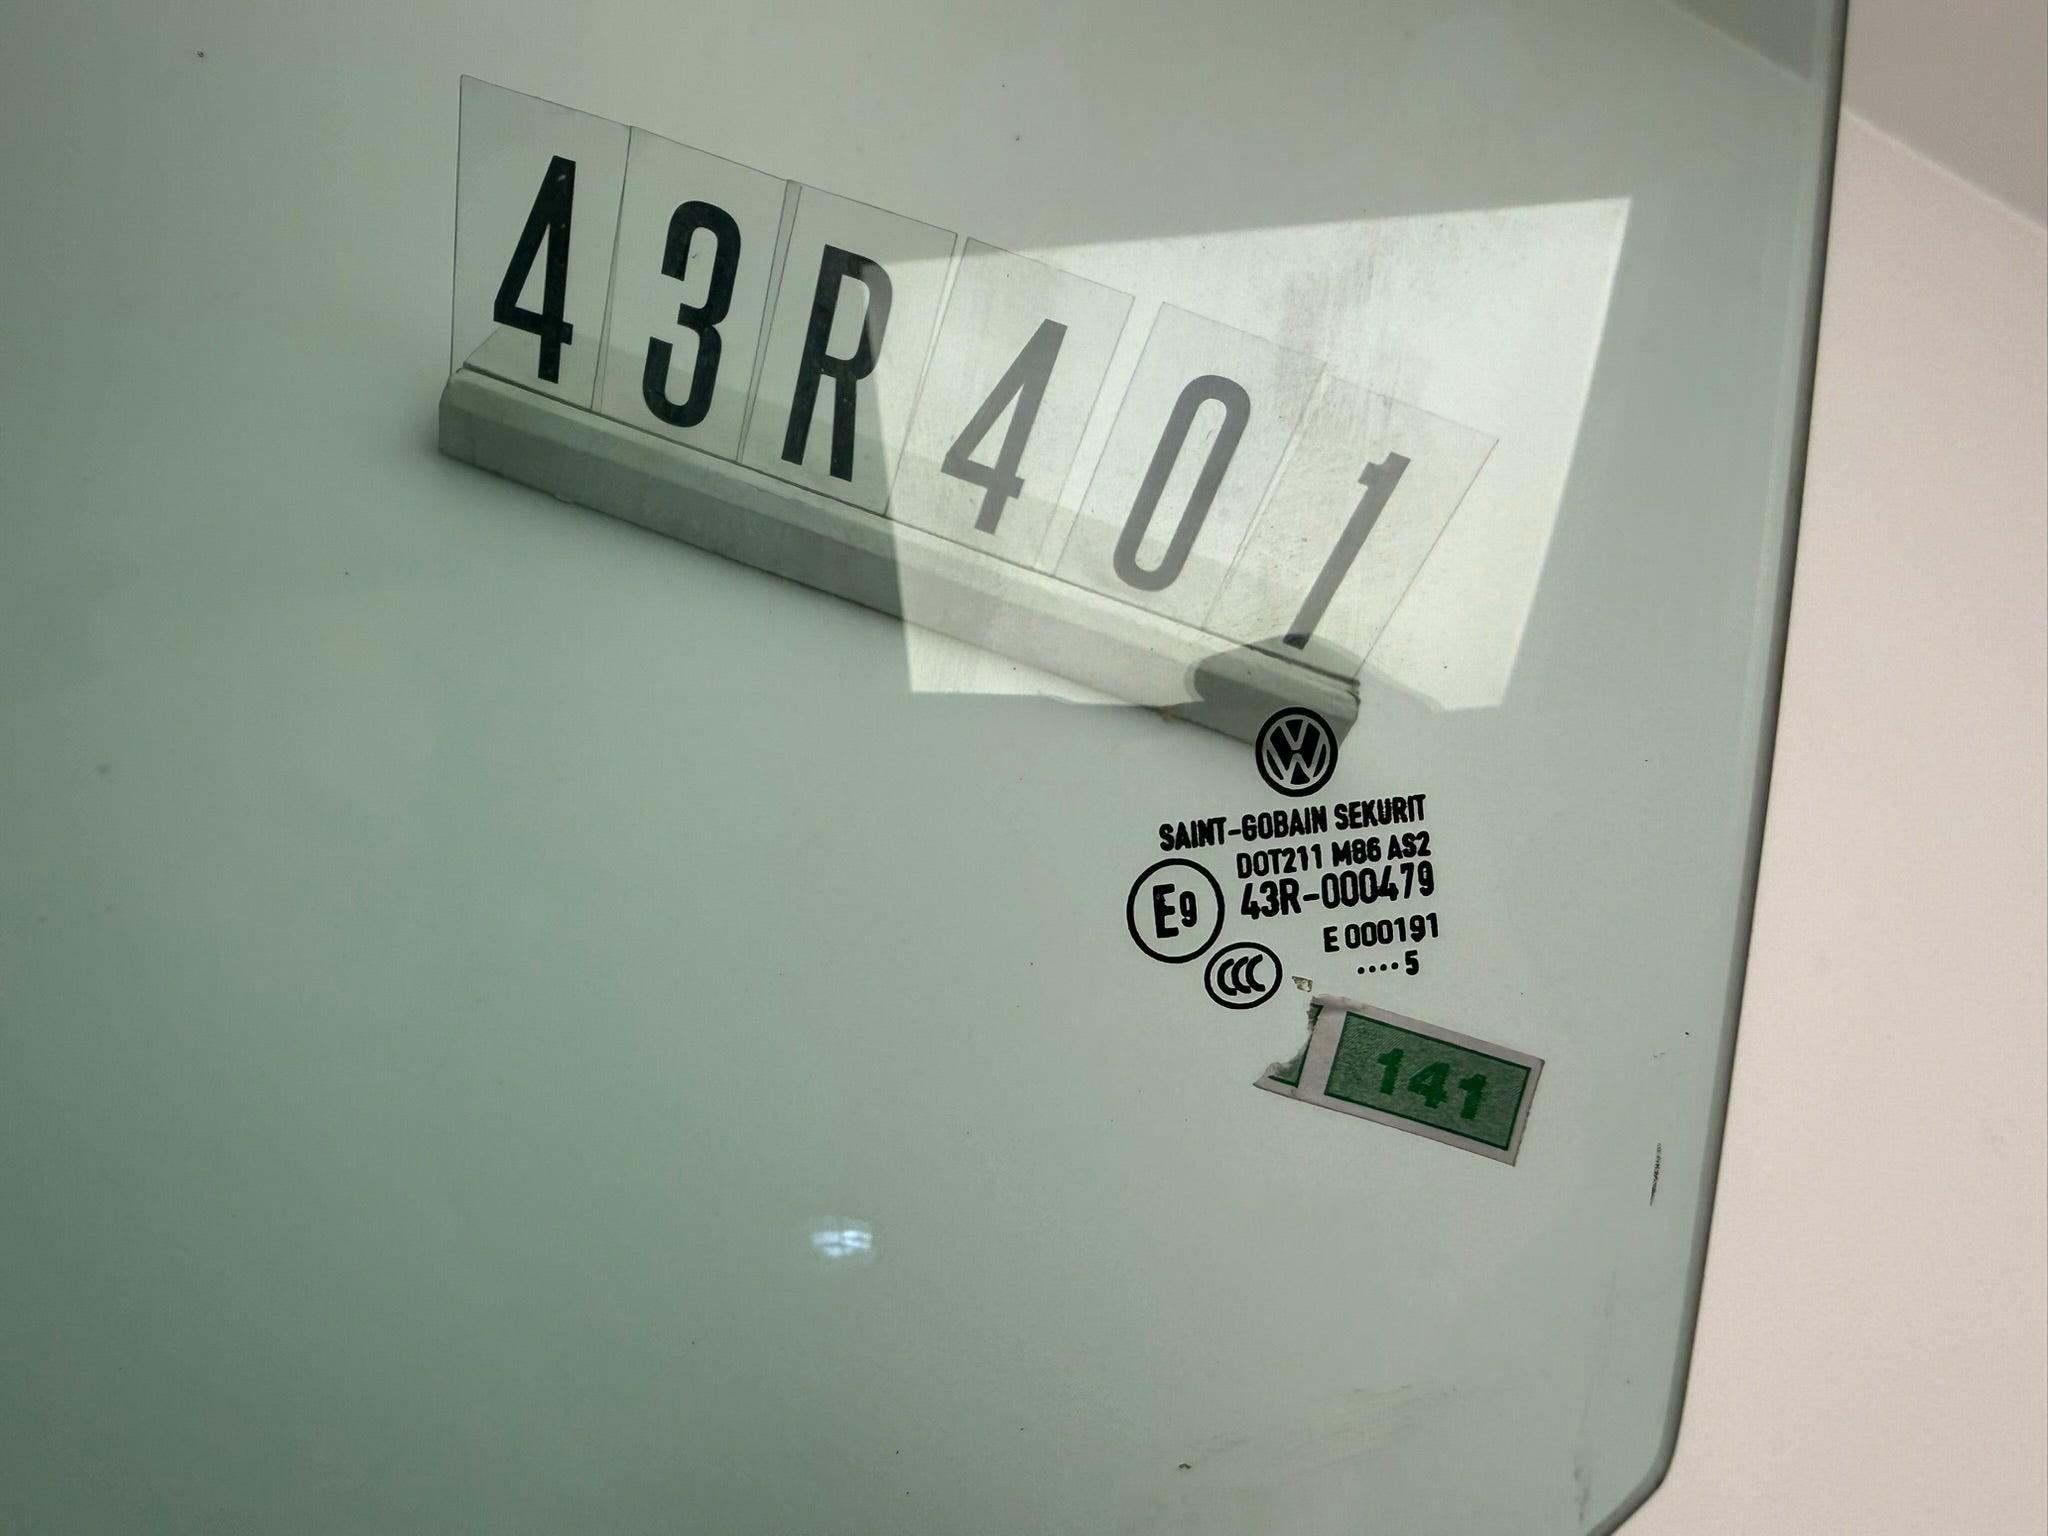 43R401
SAINT-GOBAIN SEKURIT
DOT211 M86 AS2
E9 43R-000479
E 000191
CCC ····5
141